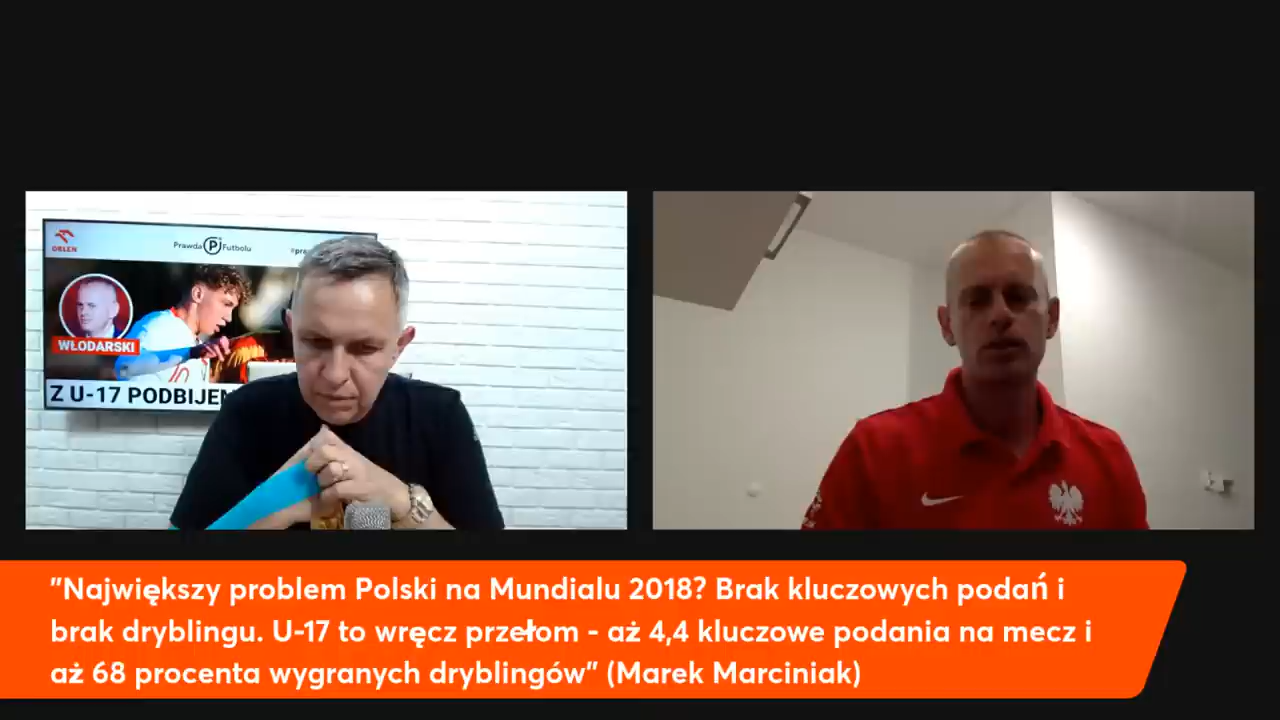 ORLEN
Prawda P Futbolu
WŁODARSKI
Z U-17 PODBIJE
"Największy problem Polski na Mundialu 2018? Brak kluczowych podań i
brak dryblingu. U-17 to wręcz przełom - aż 4,4 kluczowe podania na mecz i
aż 68 procenta wygranych dryblingów" (Marek Marciniak)